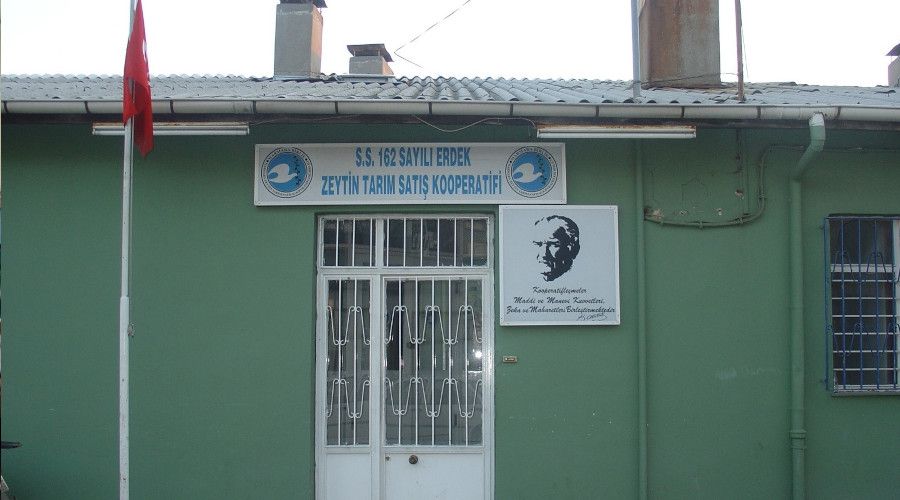 S.S. 162 SAYILI ERDEK
ZEYTİN TARIM SATIŞ KOOPERATİFİ
Kooperatifleşmeler
Maddi ve Manevi Kuvvetleri,
Zeka ve Maharetleri Birleştirmektedir